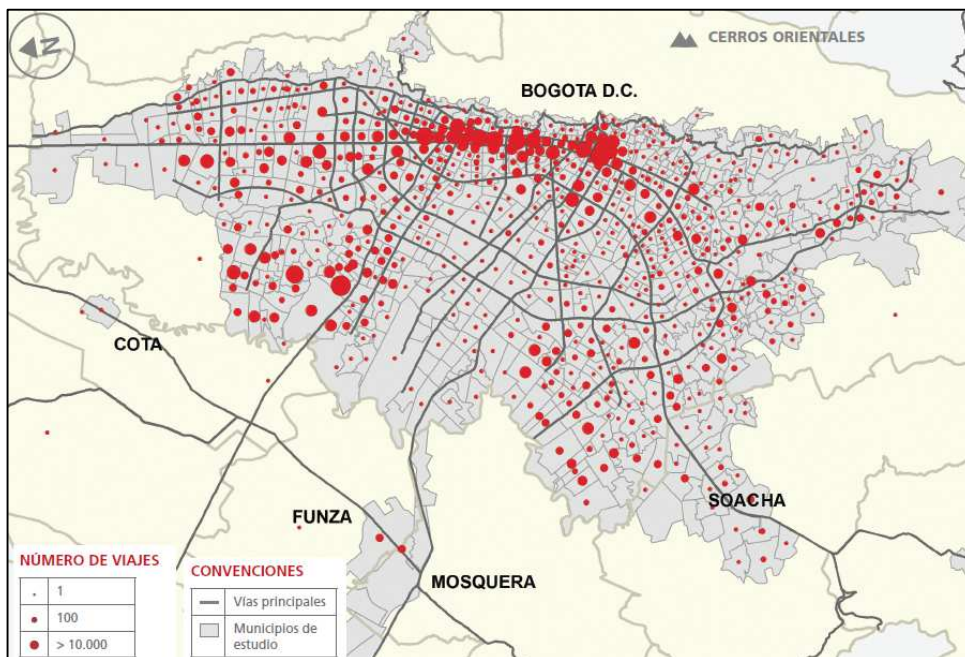 N
CERROS ORIENTALES
BOGOTA D.C.
COTA
FUNZA
SOACHA
MOSQUERA
NÚMERO DE VIAJES
1
100
> 10.000
CONVENCIONES
Vías principales
Municipios de
estudio